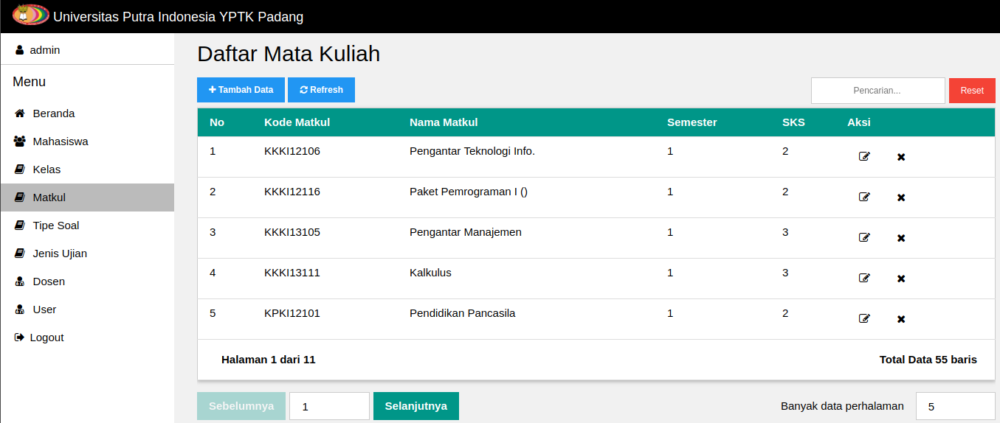 Universitas Putra Indonesia YPTK Padang
admin
Menu
Beranda
Mahasiswa
Kelas
Matkul
Tipe Soal
Jenis Ujian
Dosen
User
Logout
Daftar Mata Kuliah
Tambah Data Refresh Pencarian... Reset
No Kode Matkul Nama Matkul Semester SKS Aksi
1 KKKI12106 Pengantar Teknologi Info. 1 2
2 KKKI12116 Paket Pemrograman I () 1 2
3 KKKI13105 Pengantar Manajemen 1 3
4 KKKI13111 Kalkulus 1 3
5 KPKI12101 Pendidikan Pancasila 1 2
Halaman 1 dari 11 Total Data 55 baris
Sebelumnya 1 Selanjutnya Banyak data perhalaman 5